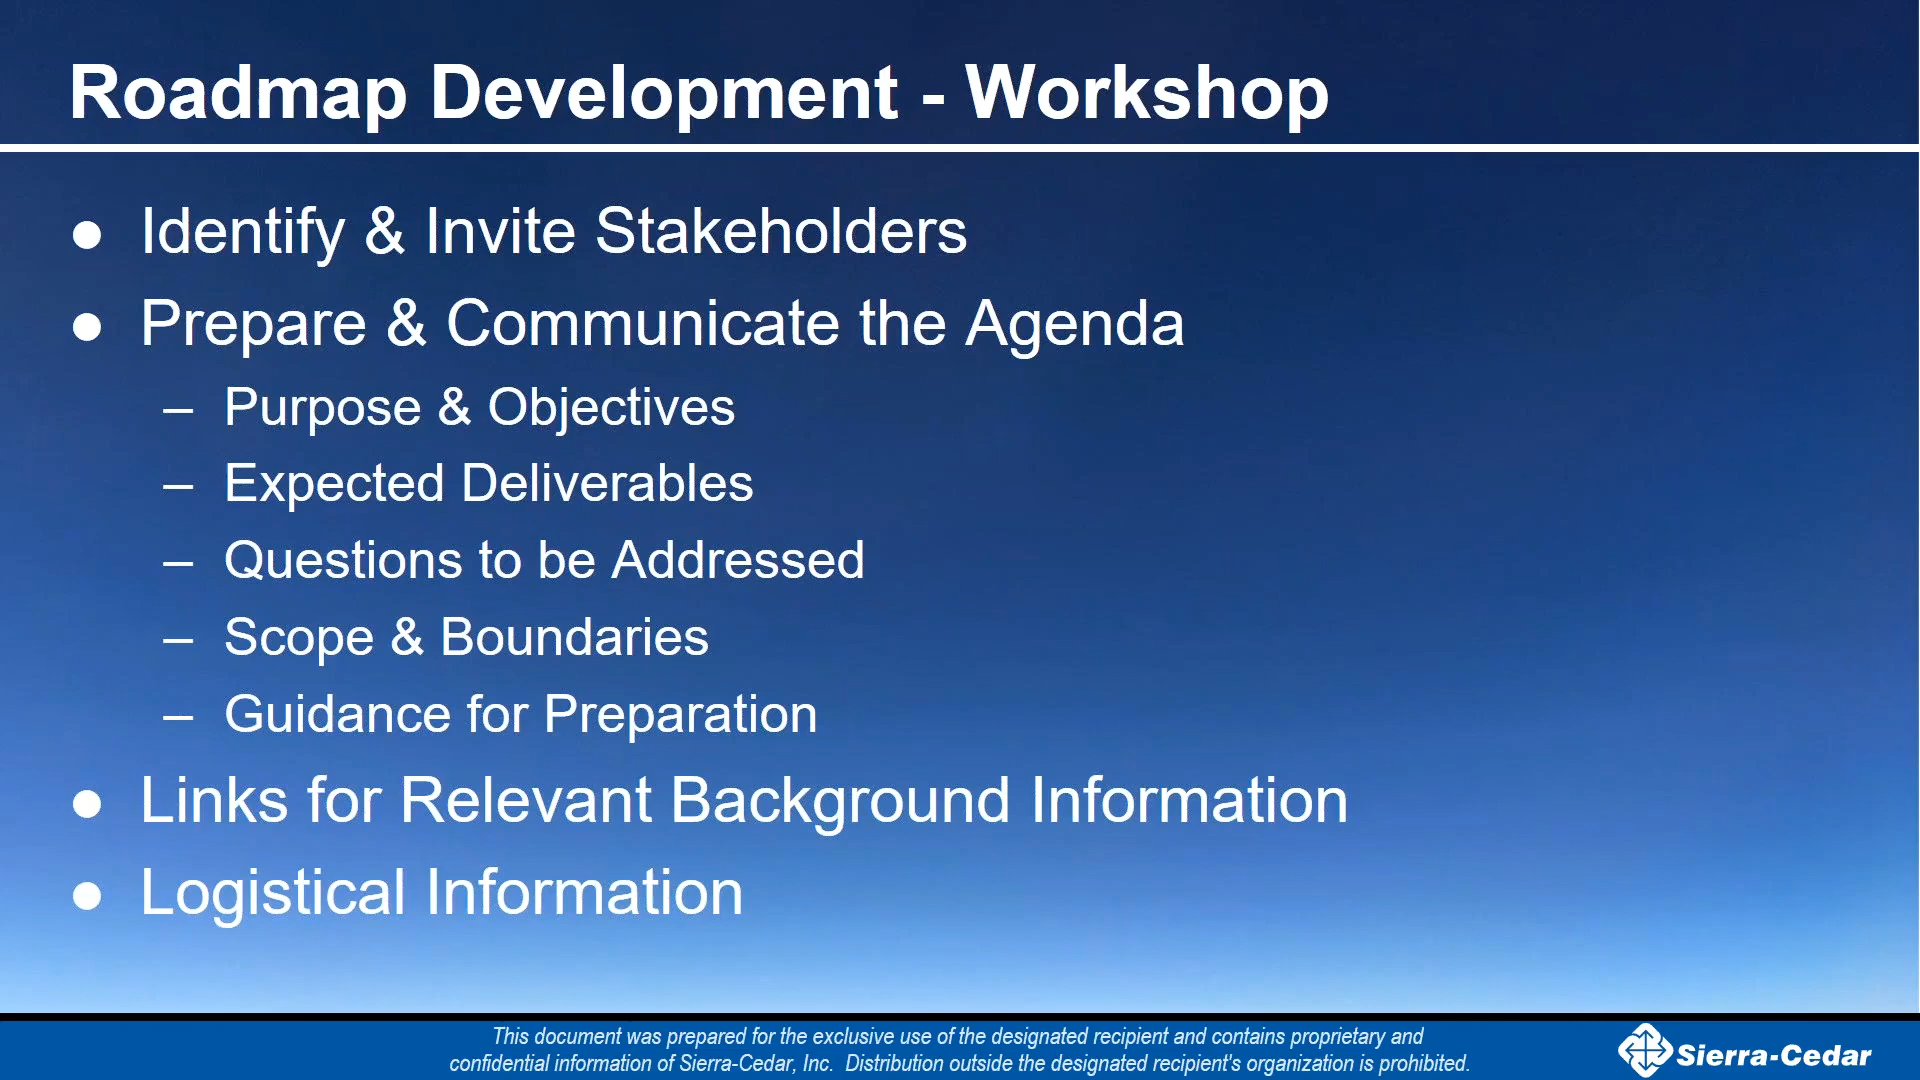 Roadmap Development - Workshop
● Identify & Invite Stakeholders
● Prepare & Communicate the Agenda
– Purpose & Objectives
– Expected Deliverables
– Questions to be Addressed
– Scope & Boundaries
– Guidance for Preparation
● Links for Relevant Background Information
● Logistical Information
This document was prepared for the exclusive use of the designated recipient and contains proprietary and
confidential information of Sierra-Cedar, Inc.  Distribution outside the designated recipient's organization is prohibited.
Sierra-Cedar